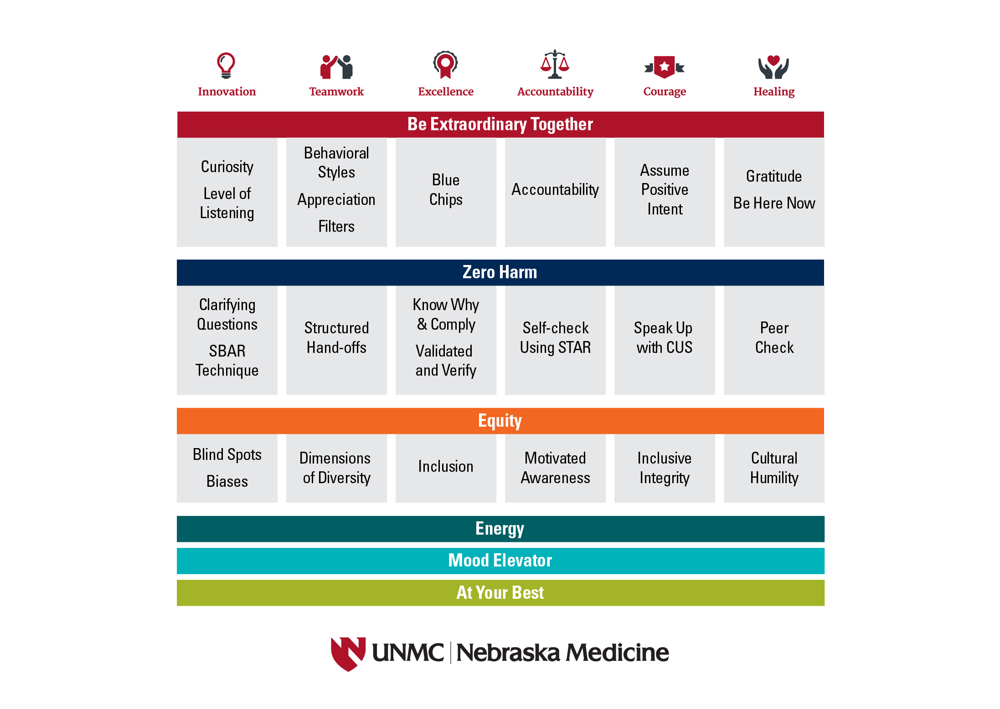 Innovation
Teamwork
Excellence
Accountability
Courage
Healing
Be Extraordinary Together
Curiosity
Level of
Listening
Behavioral
Styles
Appreciation
Filters
Blue
Chips
Accountability
Assume
Positive
Intent
Gratitude
Be Here Now
Zero Harm
Clarifying
Questions
SBAR
Technique
Structured
Hand-offs
Know Why
& Comply
Validated
and Verify
Self-check
Using STAR
Speak Up
with CUS
Peer
Check
Equity
Blind Spots
Biases
Dimensions
of Diversity
Inclusion
Motivated
Awareness
Inclusive
Integrity
Cultural
Humility
Energy
Mood Elevator
At Your Best
UNMC | Nebraska Medicine